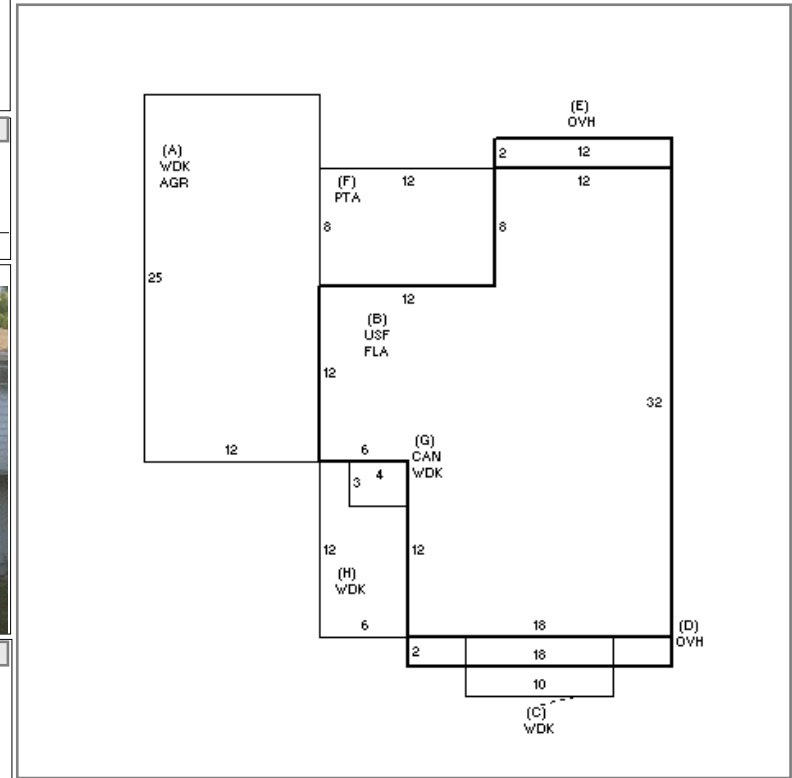 (E)
OVH
2
12
(A)
WDK
AGR
(F)
PTA
12
12
8
8
25
12
(B)
USF
FLA
12
32
12
6
(G)
CAN
WDK
3
4
12
12
(H)
WDK
6
18
(D)
OVH
2
18
10
(C)
WDK